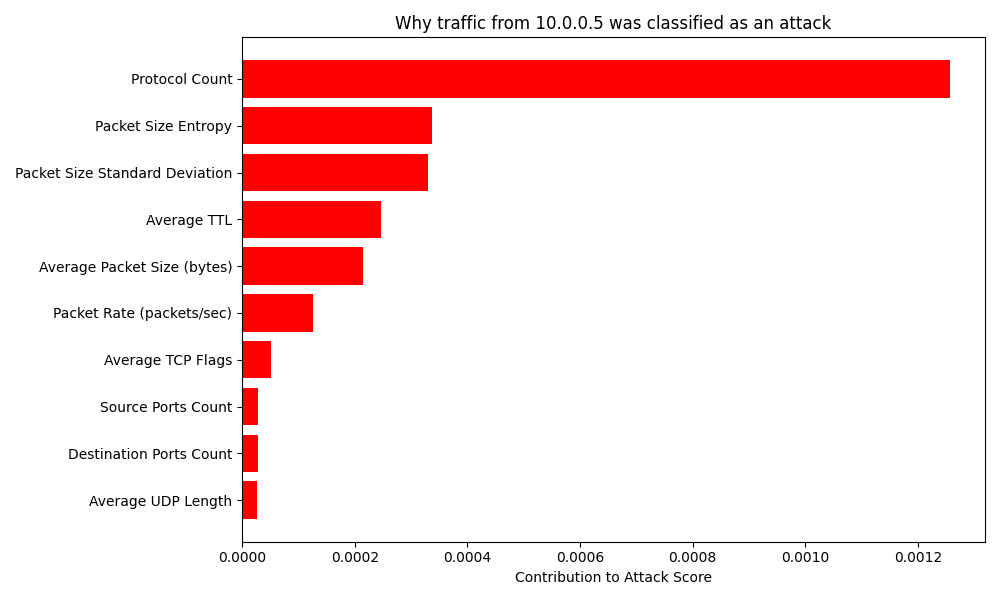 Why traffic from 10.0.0.5 was classified as an attack
Protocol Count
Packet Size Entropy
Packet Size Standard Deviation
Average TTL
Average Packet Size (bytes)
Packet Rate (packets/sec)
Average TCP Flags
Source Ports Count
Destination Ports Count
Average UDP Length
0.0000 0.0002 0.0004 0.0006 0.0008 0.0010 0.0012
Contribution to Attack Score